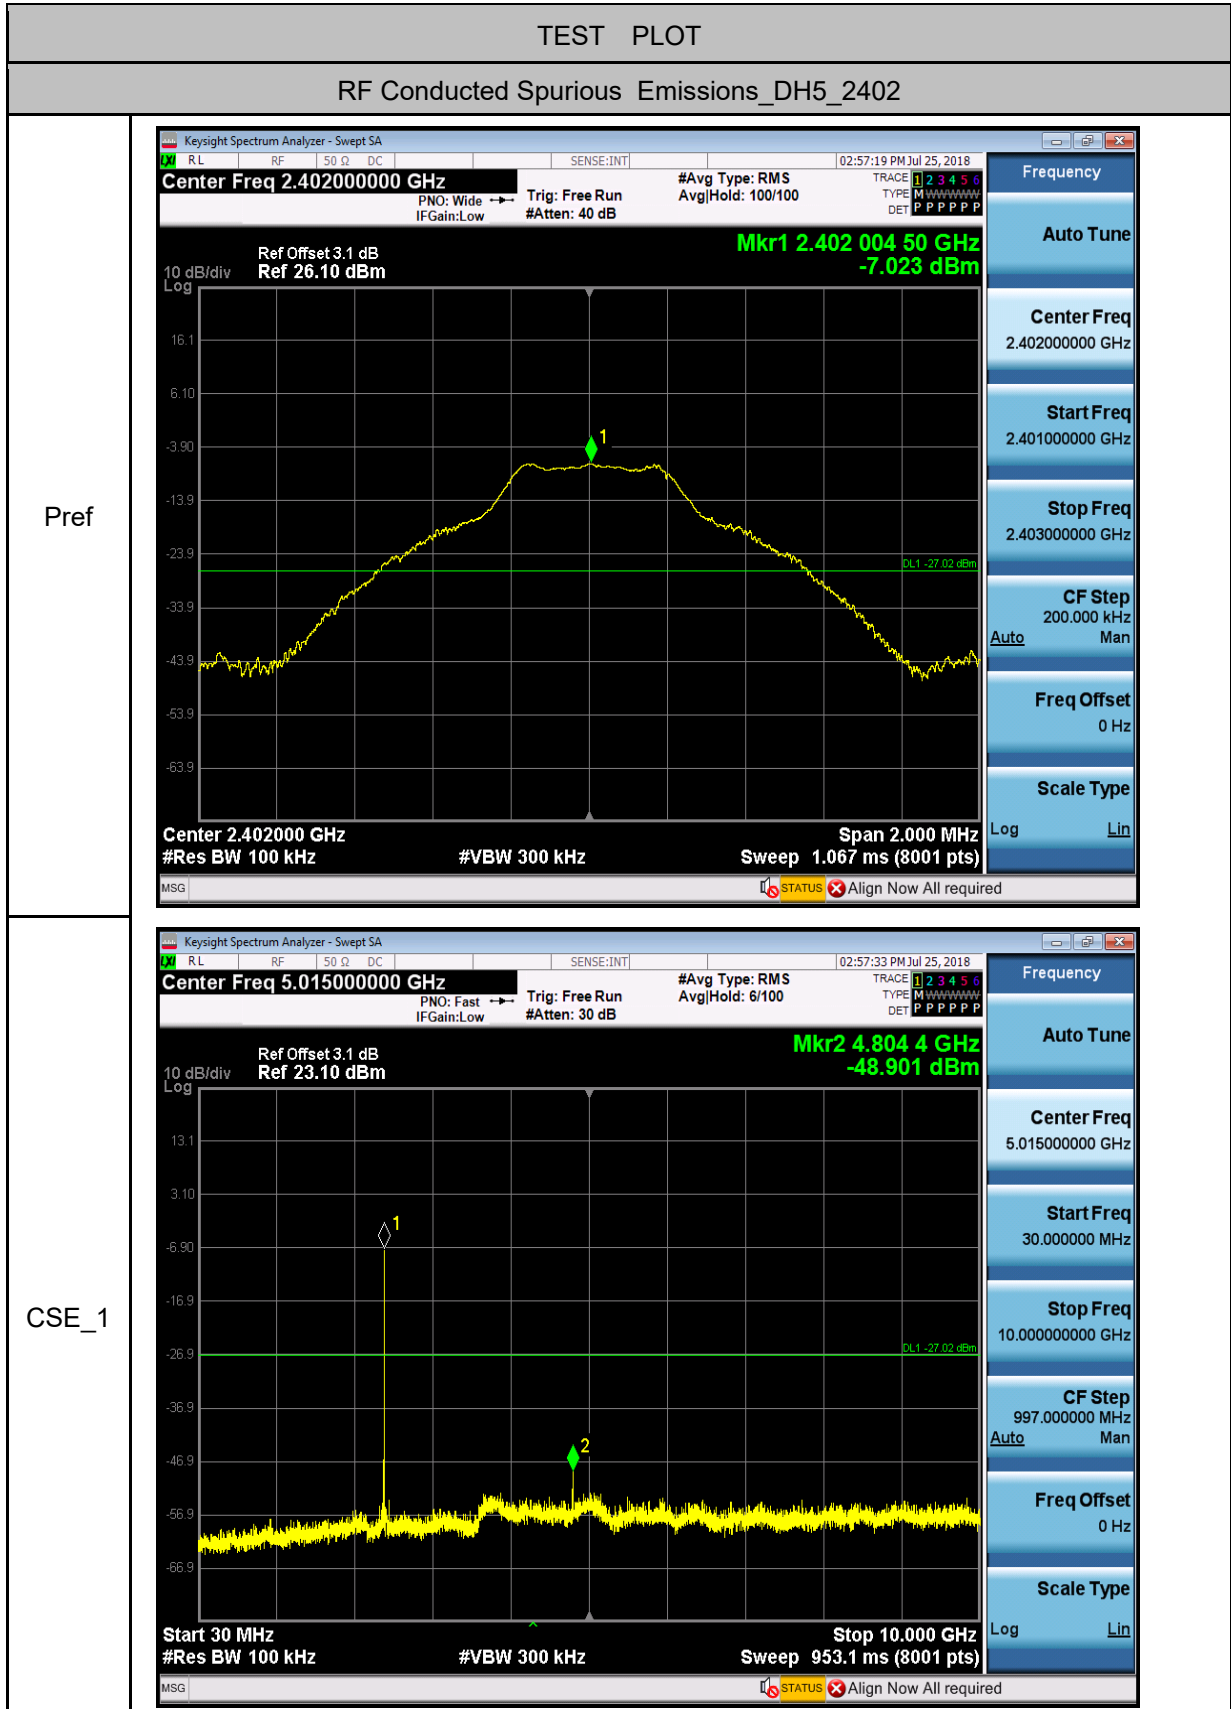 TEST PLOT
RF Conducted Spurious Emissions_DH5_2402
Pref
Keysight Spectrum Analyzer - Swept SA
LXI RL RF 50 Ω DC SENSE:INT 02:57:19 PM Jul 25, 2018
Center Freq 2.402000000 GHz
PNO: Wide
IFGain:Low
Trig: Free Run
#Atten: 40 dB
#Avg Type: RMS
Avg|Hold: 100/100
TRACE 1 2 3 4 5 6
TYPE M WWWWW
DET P P P P P P
Mkr1 2.402 004 50 GHz
-7.023 dBm
Ref Offset 3.1 dB
10 dB/div Ref 26.10 dBm
Log
16.1
6.10
-3.90
-13.9
-23.9
-33.9
-43.9
-53.9
-63.9
1
DL1 -27.02 dBm
Center 2.402000 GHz Span 2.000 MHz
#Res BW 100 kHz #VBW 300 kHz Sweep 1.067 ms (8001 pts)
MSG STATUS Align Now All required
Frequency
Auto Tune
Center Freq
2.402000000 GHz
Start Freq
2.401000000 GHz
Stop Freq
2.403000000 GHz
CF Step
200.000 kHz
Auto Man
Freq Offset
0 Hz
Scale Type
Log Lin
CSE_1
Keysight Spectrum Analyzer - Swept SA
LXI RL RF 50 Ω DC SENSE:INT 02:57:33 PM Jul 25, 2018
Center Freq 5.015000000 GHz
PNO: Fast
IFGain:Low
Trig: Free Run
#Atten: 30 dB
#Avg Type: RMS
Avg|Hold: 6/100
TRACE 1 2 3 4 5 6
TYPE M WWWWW
DET P P P P P P
Mkr2 4.804 4 GHz
-48.901 dBm
Ref Offset 3.1 dB
10 dB/div Ref 23.10 dBm
Log
13.1
3.10
-6.90
-16.9
-26.9
-36.9
-46.9
-56.9
-66.9
1
2
DL1 -27.02 dBm
Start 30 MHz Stop 10.000 GHz
#Res BW 100 kHz #VBW 300 kHz Sweep 953.1 ms (8001 pts)
MSG STATUS Align Now All required
Frequency
Auto Tune
Center Freq
5.015000000 GHz
Start Freq
30.000000 MHz
Stop Freq
10.000000000 GHz
CF Step
997.000000 MHz
Auto Man
Freq Offset
0 Hz
Scale Type
Log Lin